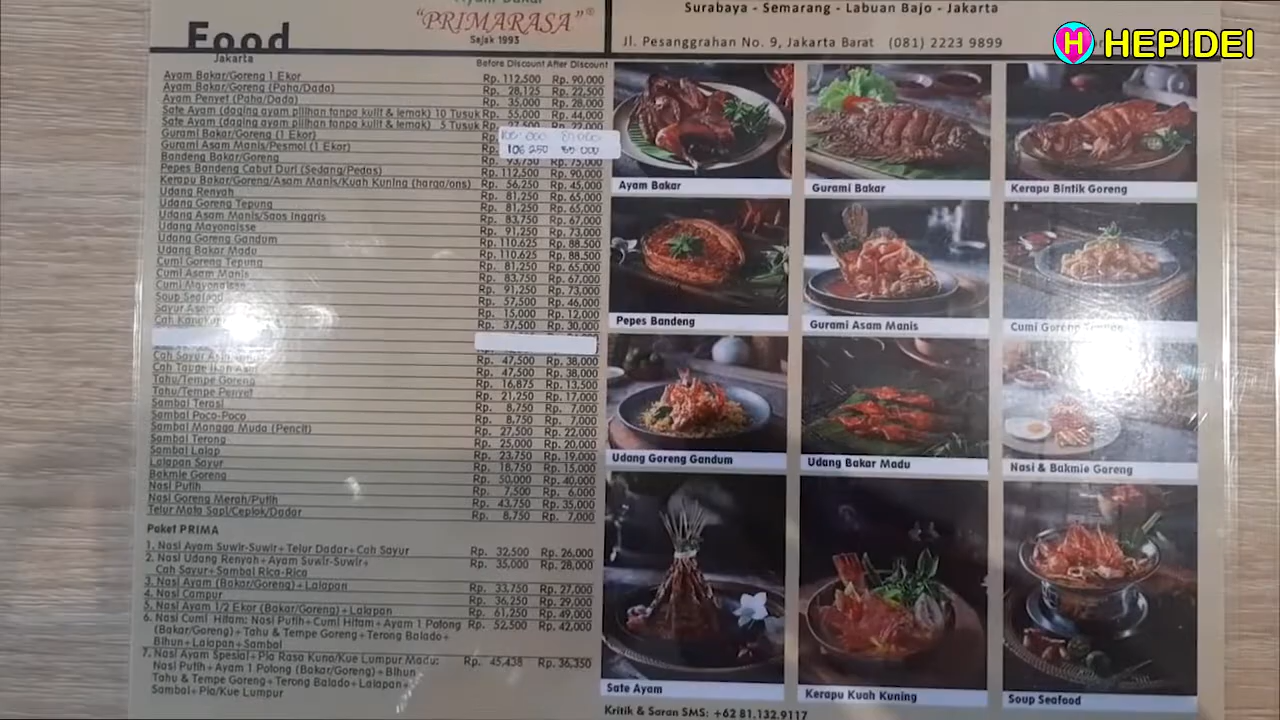 Food
Jakarta
Ayam Bakar
"PRIMARASA"®
Sejak 1993
Surabaya - Semarang - Labuan Bajo - Jakarta
Jl. Pesanggrahan No. 9, Jakarta Barat (081) 2223 9899
HEPIDEI
Before Discount After Discount
Ayam Bakar/Goreng 1 Ekor Rp. 112,500 Rp. 90,000
Ayam Bakar/Goreng (Paha/Dada) Rp. 28,125 Rp. 22,500
Ayam Penyet (Paha/Dada) Rp. 35,000 Rp. 28,000
Sate Ayam (daging ayam pilihan tanpa kulit & lemak) 10 Tusuk Rp. 55,000 Rp. 44,000
Sate Ayam (daging ayam pilihan tanpa kulit & lemak) 5 Tusuk Rp. 27,500 22,000
Gurami Bakar/Goreng (1 Ekor) Rp.
Gurami Asam Manis/Pesmol (1 Ekor) Rp. 106 250
Bandeng Bakar/Goreng Rp. 93,750 Rp. 75,000
Pepes Bandeng Cabut Duri (Sedang/Pedas) Rp. 112,500 Rp. 90,000
Kerapu Bakar/Goreng/Asam Manis/Kuah Kuning (harga/ons) Rp. 56,250 Rp. 45,000
Udang Renyah Rp. 81,250 Rp. 65,000
Udang Goreng Tepung Rp. 81,250 Rp. 65,000
Udang Asam Manis/Saos Inggris Rp. 83,750 Rp. 67,000
Udang Mayonaisse Rp. 91,250 Rp. 73,000
Udang Goreng Gandum Rp. 110.625 Rp. 88.500
Udang Bakar Madu Rp. 110.625 Rp. 88.500
Cumi Goreng Tepung Rp. 81,250 Rp. 65,000
Cumi Asam Manis Rp. 83,750 Rp. 67,000
Cumi Mayonaisse Rp. 91,250 Rp. 73,000
Soup Seafood Rp. 57,500 Rp. 46,000
Sayur Asem Rp. 15,000 Rp. 12,000
Cah Kangkung Rp. 37,500 Rp. 30,000
Cah Sayur Asin Rp. 47,500 Rp. 38,000
Cah Tauge Ikan Asin Rp. 47,500 Rp. 38,000
Tahu/Tempe Goreng Rp. 16,875 Rp. 13,500
Tahu/Tempe Penyet Rp. 21,250 Rp. 17,000
Sambal Terasi Rp. 8,750 Rp. 7,000
Sambal Poco-Poco Rp. 8,750 Rp. 7,000
Sambal Mangga Muda (Pencit) Rp. 27,500 Rp. 22,000
Sambal Terong Rp. 25,000 Rp. 20,000
Sambal Lalap Rp. 23,750 Rp. 19,000
Lalapan Sayur Rp. 18,750 Rp. 15,000
Bakmie Goreng Rp. 50,000 Rp. 40,000
Nasi Putih Rp. 7,500 Rp. 6,000
Nasi Goreng Merah/Putih Rp. 43,750 Rp. 35,000
Telur Mata Sapi/Ceplok/Dadar Rp. 8,750 Rp. 7,000
Paket PRIMA
1. Nasi Ayam Suwir-Suwir+Telur Dadar+Cah Sayur Rp. 32,500 Rp. 26,000
2. Nasi Udang Renyah+Ayam Suwir-Suwir+ Rp. 35,000 Rp. 28,000
Cah Sayur+Sambal Rica-Rica
3. Nasi Ayam (Bakar/Goreng)+Lalapan Rp. 33,750 Rp. 27,000
4. Nasi Campur Rp. 36,250 Rp. 29,000
5. Nasi Ayam 1/2 Ekor (Bakar/Goreng)+Lalapan Rp. 61,250 Rp. 49,000
6. Nasi Cumi Hitam: Nasi Putih+Cumi Hitam+Ayam 1 Potong Rp. 52,500 Rp. 42,000
(Bakar/Goreng)+Tahu & Tempe Goreng+Terong Balado+
Bihun+Lalapan+Sambal
7. Nasi Ayam Spesial+Pia Rasa Kuno/Kue Lumpur Madu: Rp. 45,438 Rp. 36,350
Nasi Putih+Ayam 1 Potong (Bakar/Goreng)+Bihun
Tahu & Tempe Goreng+Terong Balado+Lalapan+
Sambal+Pia/Kue Lumpur
Ayam Bakar
Gurami Bakar
Kerapu Bintik Goreng
Pepes Bandeng
Gurami Asam Manis
Cumi Goreng Tepung
Udang Goreng Gandum
Udang Bakar Madu
Nasi & Bakmie Goreng
Sate Ayam
Kerapu Kuah Kuning
Soup Seafood
Kritik & Saran SMS: +62 81.132.9117